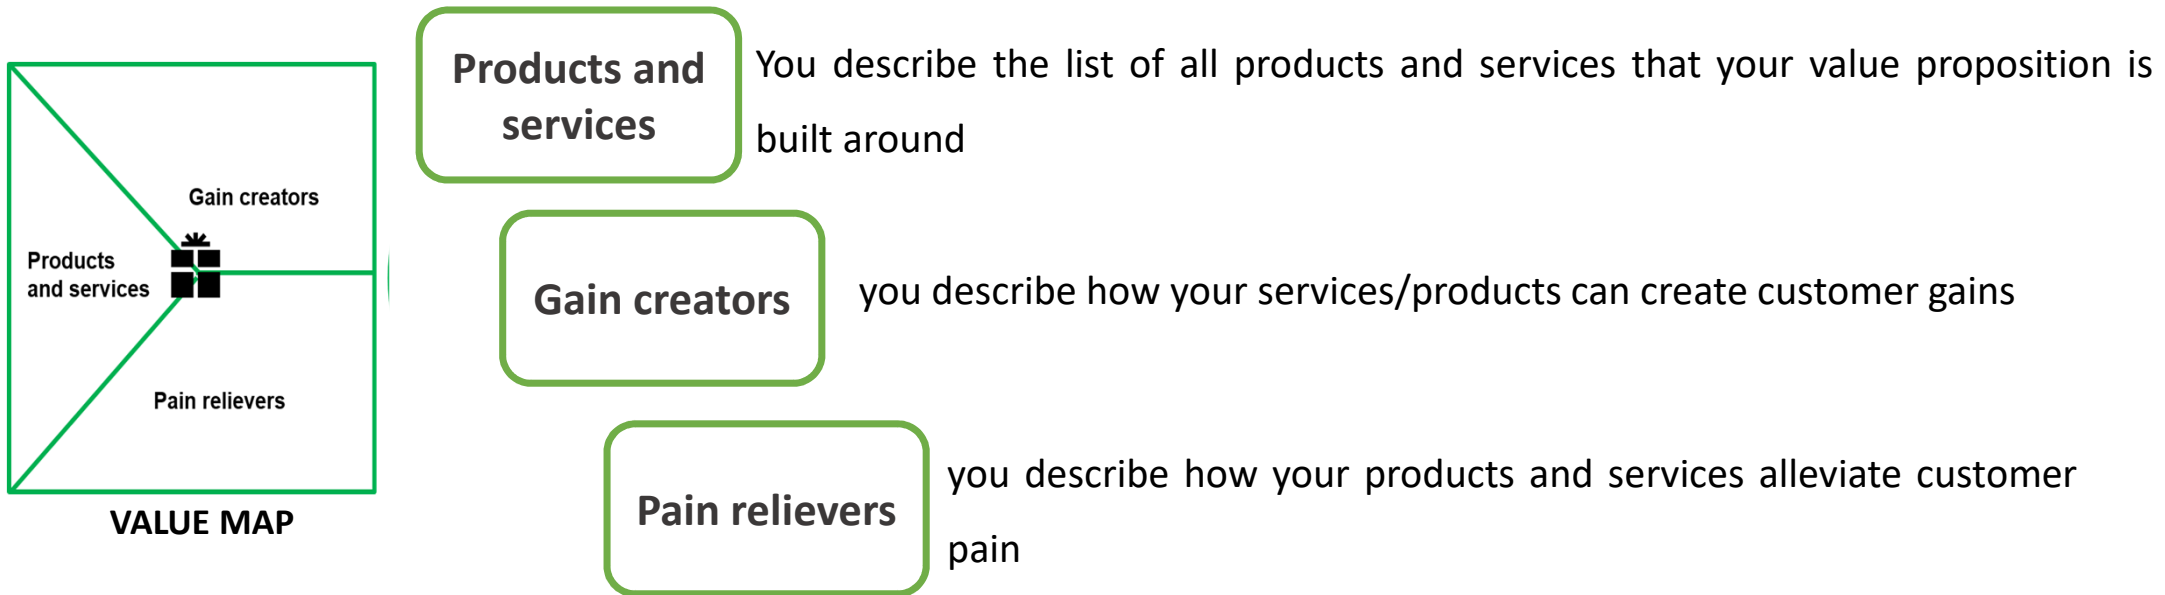 Gain creators
Products
and services
Pain relievers
VALUE MAP
Products and
services
You describe the list of all products and services that your value proposition is
built around
Gain creators
you describe how your services/products can create customer gains
Pain relievers
you describe how your products and services alleviate customer
pain